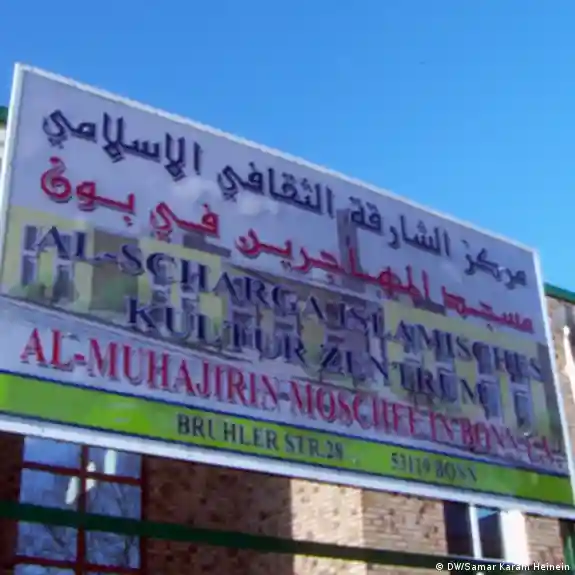 مركز الشارقة الثقافي الإسلامي
مسجد المهاجرين في بون
AL-SCHARGA ISLAMISCHES
KULTUR ZENTRUM
AL-MUHAJIRIN-MOSCHEE IN BONN E.V.
BRUHLER STR.28 53119 BONN
© DW/Samar Karam Heinein